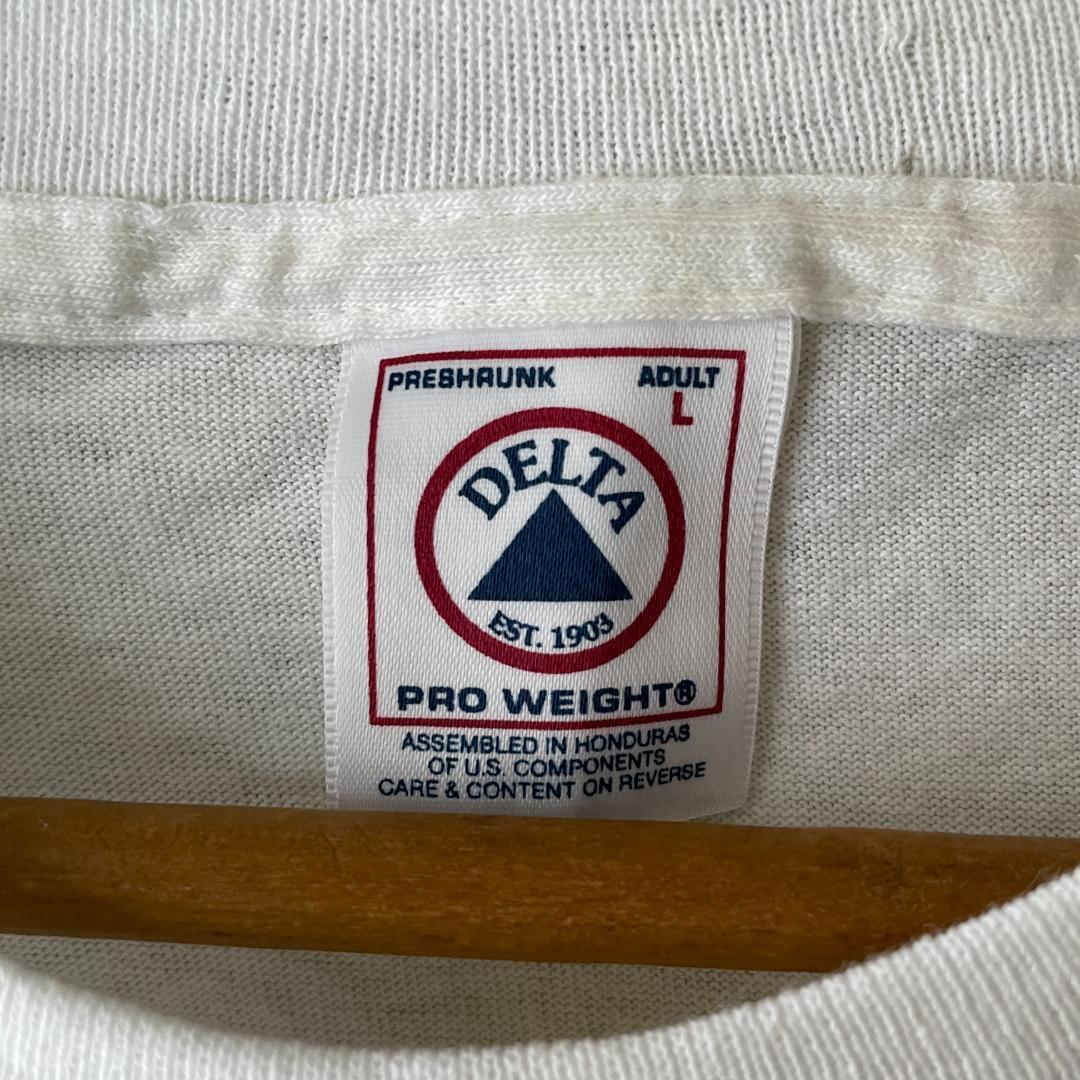 PRESHRUNK ADULT
L
DELTA
EST. 1903
PRO WEIGHT®
ASSEMBLED IN HONDURAS
OF U.S. COMPONENTS
CARE & CONTENT ON REVERSE